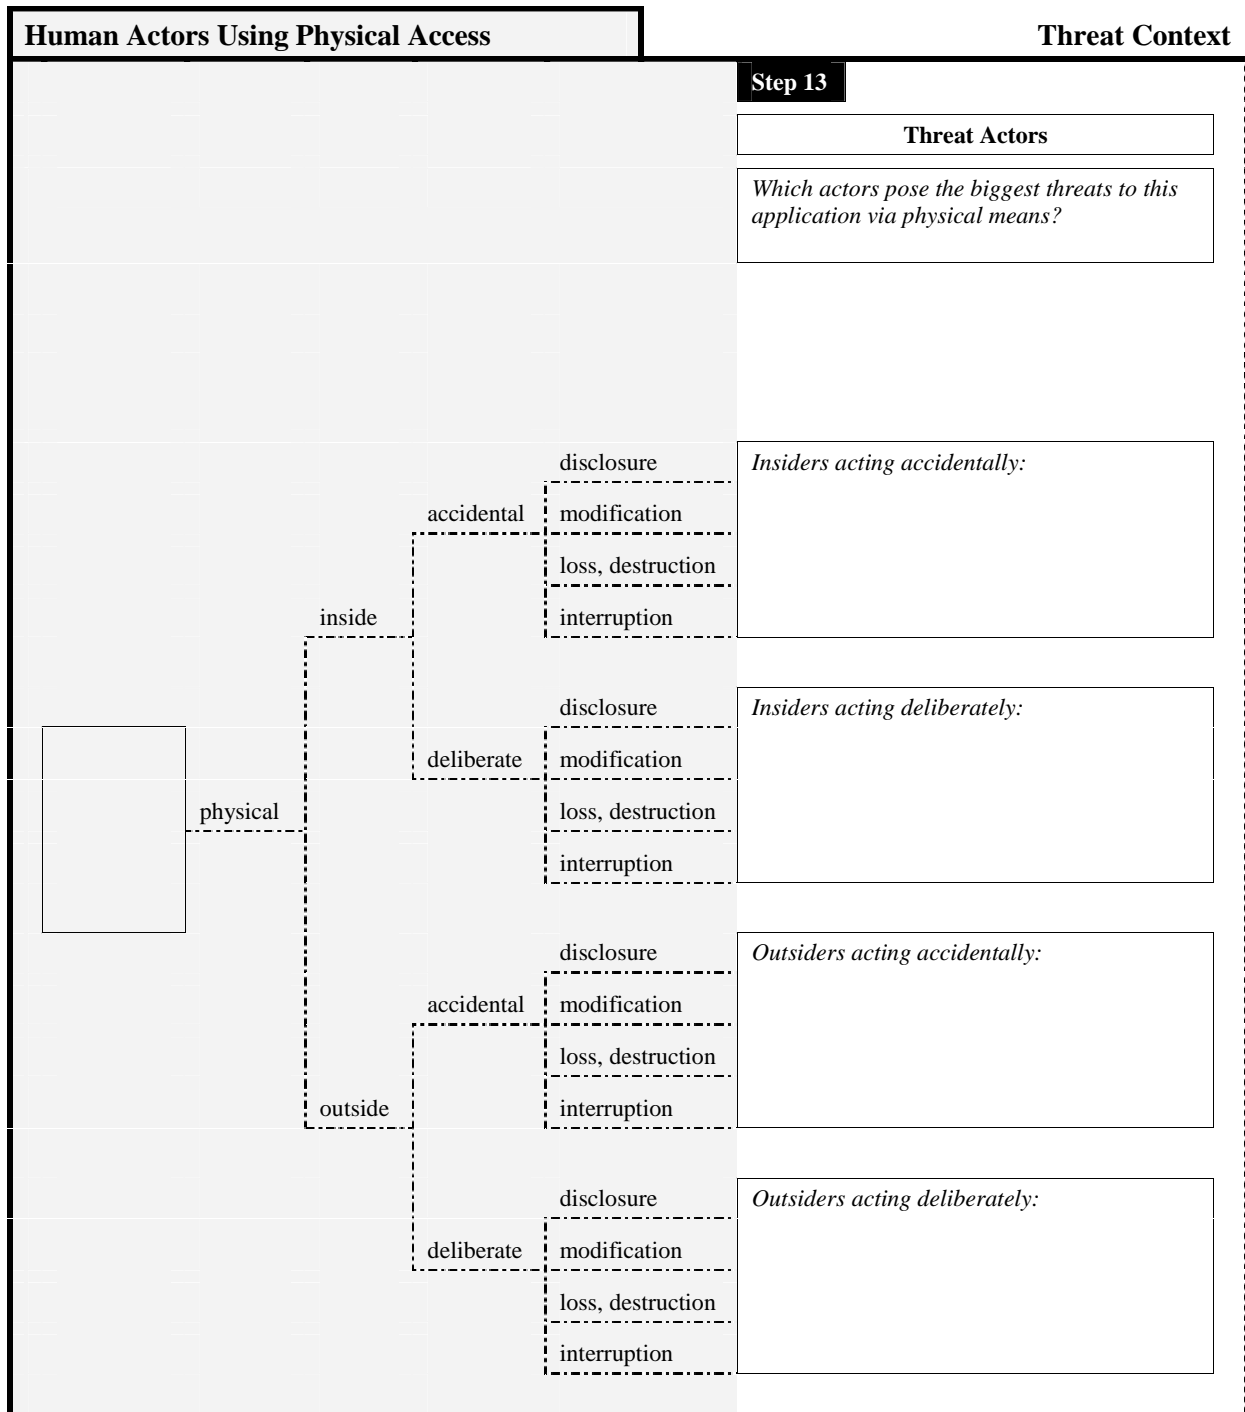 Human Actors Using Physical Access
Threat Context
Step 13
Threat Actors
Which actors pose the biggest threats to this
application via physical means?
disclosure
Insiders acting accidentally:
accidental
modification
loss, destruction
inside
interruption
disclosure
Insiders acting deliberately:
deliberate
modification
physical
loss, destruction
interruption
disclosure
Outsiders acting accidentally:
accidental
modification
loss, destruction
outside
interruption
disclosure
Outsiders acting deliberately:
deliberate
modification
loss, destruction
interruption